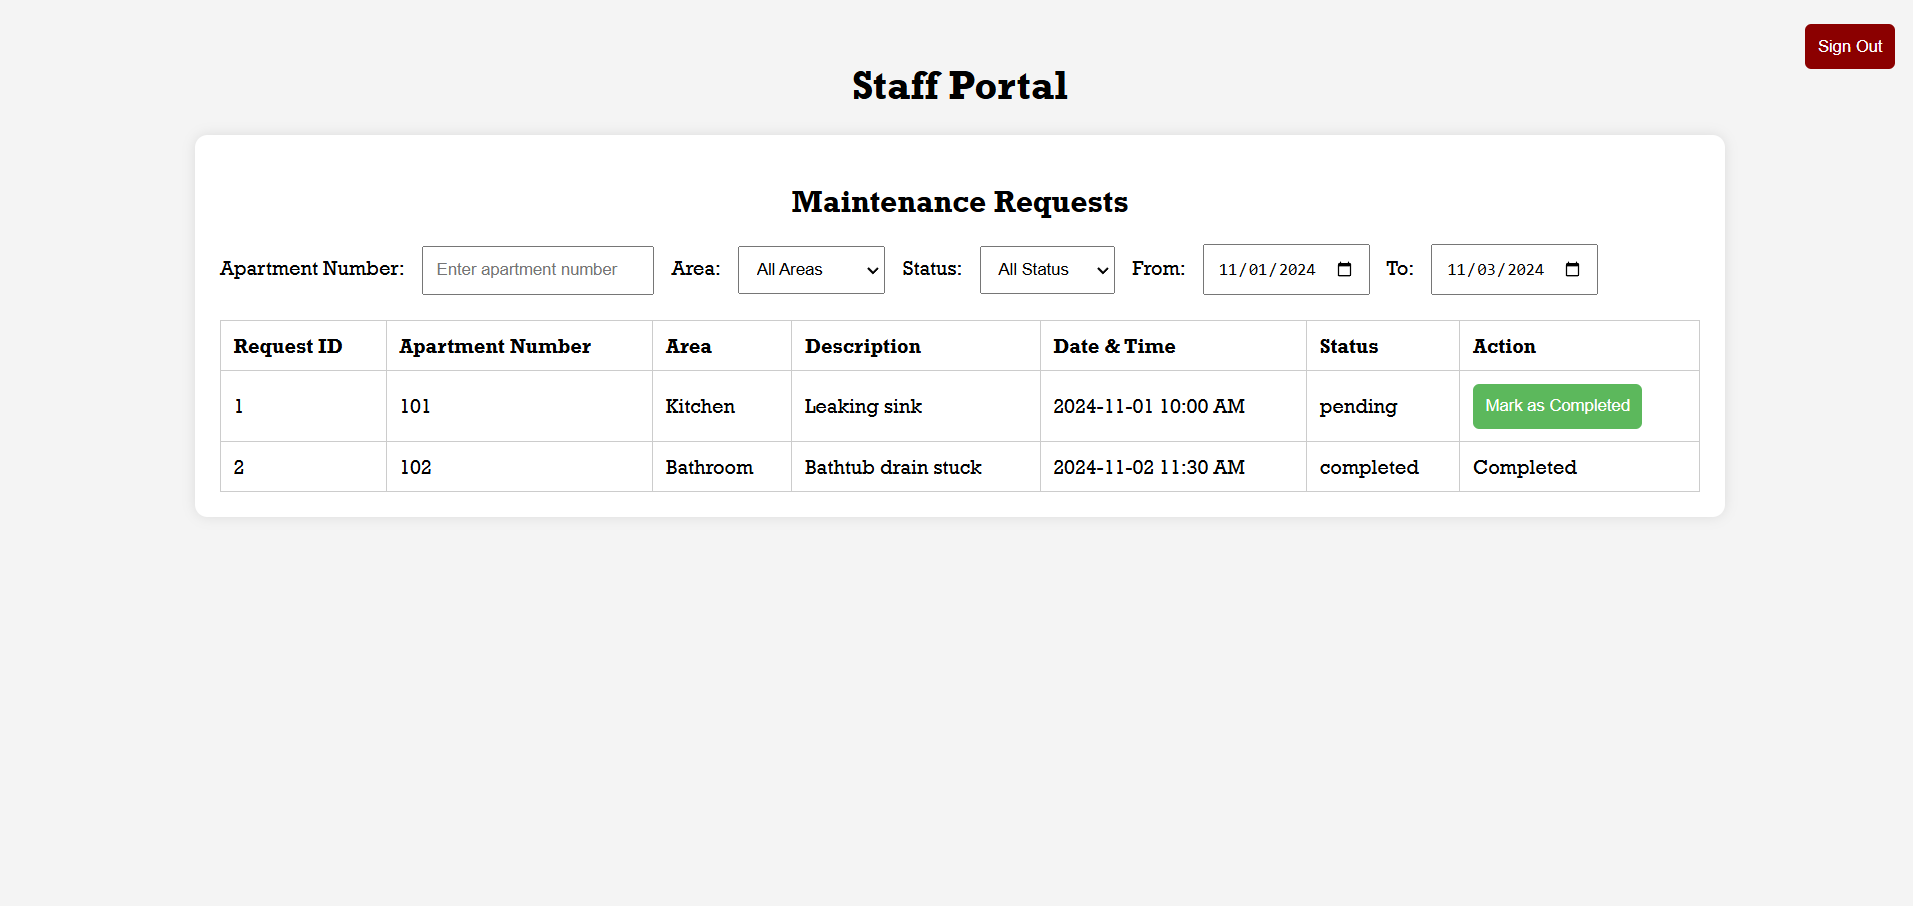 Sign Out
Staff Portal
Maintenance Requests
Apartment Number: Enter apartment number Area: All Areas Status: All Status From: 11/01/2024 To: 11/03/2024
Request ID Apartment Number Area Description Date & Time Status Action
1 101 Kitchen Leaking sink 2024-11-01 10:00 AM pending Mark as Completed
2 102 Bathroom Bathtub drain stuck 2024-11-02 11:30 AM completed Completed